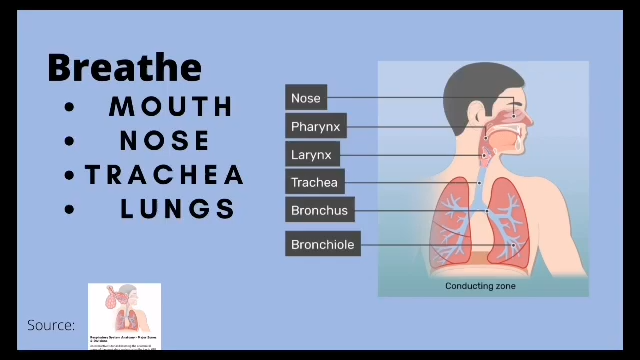 Breathe
MOUTH
NOSE
TRACHEA
LUNGS
Nose
Pharynx
Larynx
Trachea
Bronchus
Bronchiole
Conducting zone
Source: